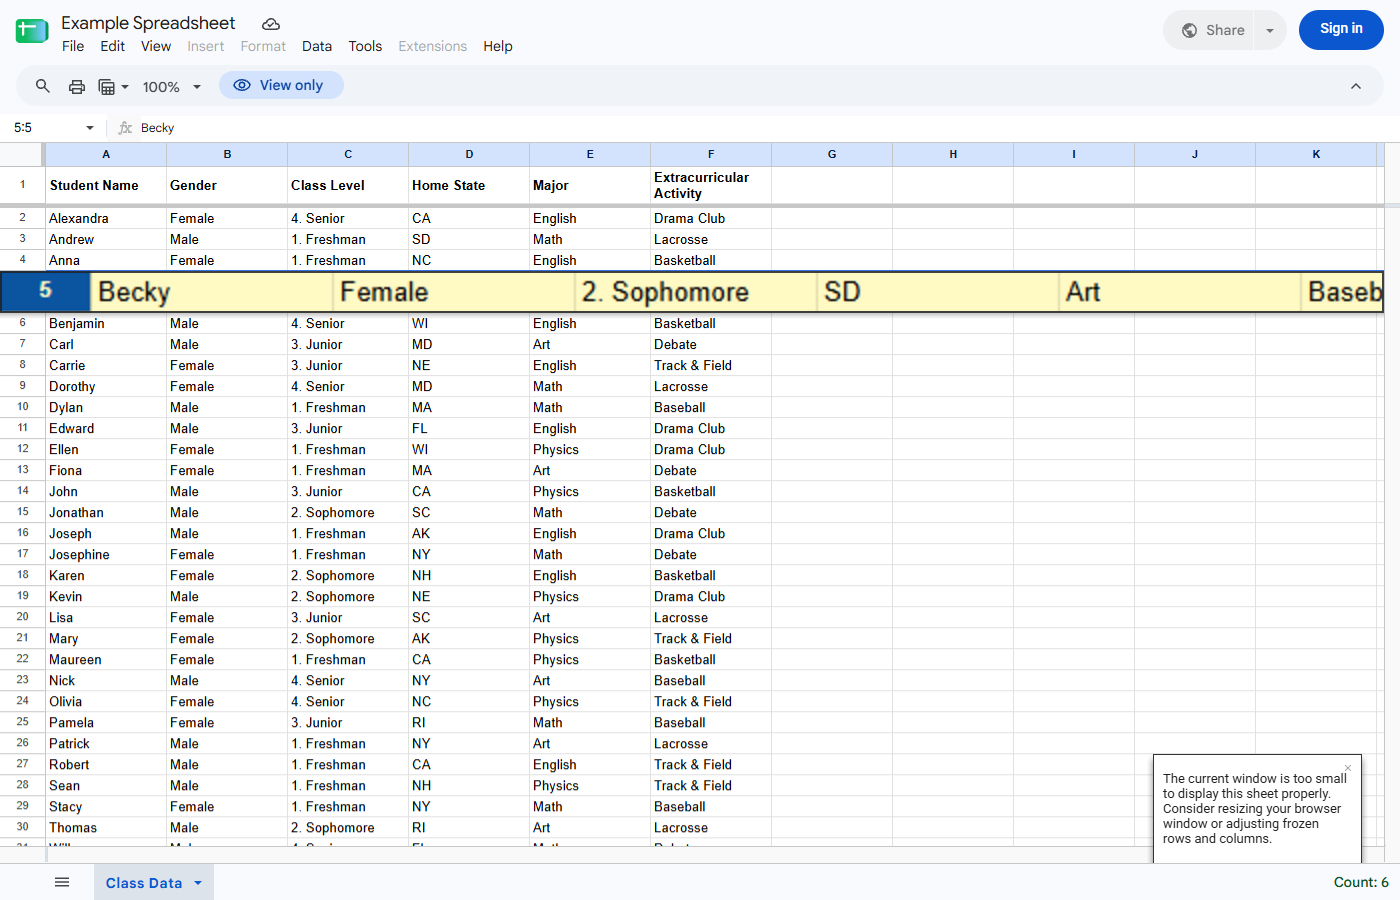 Example Spreadsheet
File Edit View Insert Format Data Tools Extensions Help
Share
Sign in
100%
View only
5:5
fx Becky
A B C D E F G H I J K
1 Student Name Gender Class Level Home State Major Extracurricular Activity
2 Alexandra Female 4. Senior CA English Drama Club
3 Andrew Male 1. Freshman SD Math Lacrosse
4 Anna Female 1. Freshman NC English Basketball
5 Becky Female 2. Sophomore SD Art Baseb
6 Benjamin Male 4. Senior WI English Basketball
7 Carl Male 3. Junior MD Art Debate
8 Carrie Female 3. Junior NE English Track & Field
9 Dorothy Female 4. Senior MD Math Lacrosse
10 Dylan Male 1. Freshman MA Math Baseball
11 Edward Male 3. Junior FL English Drama Club
12 Ellen Female 1. Freshman WI Physics Drama Club
13 Fiona Female 1. Freshman MA Art Debate
14 John Male 3. Junior CA Physics Basketball
15 Jonathan Male 2. Sophomore SC Math Debate
16 Joseph Male 1. Freshman AK English Drama Club
17 Josephine Female 1. Freshman NY Math Debate
18 Karen Female 2. Sophomore NH English Basketball
19 Kevin Male 2. Sophomore NE Physics Drama Club
20 Lisa Female 3. Junior SC Art Lacrosse
21 Mary Female 2. Sophomore AK Physics Track & Field
22 Maureen Female 1. Freshman CA Physics Basketball
23 Nick Male 4. Senior NY Art Baseball
24 Olivia Female 4. Senior NC Physics Track & Field
25 Pamela Female 3. Junior RI Math Baseball
26 Patrick Male 1. Freshman NY Art Lacrosse
27 Robert Male 1. Freshman CA English Track & Field
28 Sean Male 1. Freshman NH Physics Track & Field
29 Stacy Female 1. Freshman NY Math Baseball
30 Thomas Male 2. Sophomore RI Art Lacrosse
The current window is too small
to display this sheet properly.
Consider resizing your browser
window or adjusting frozen
rows and columns.
Class Data
Count: 6